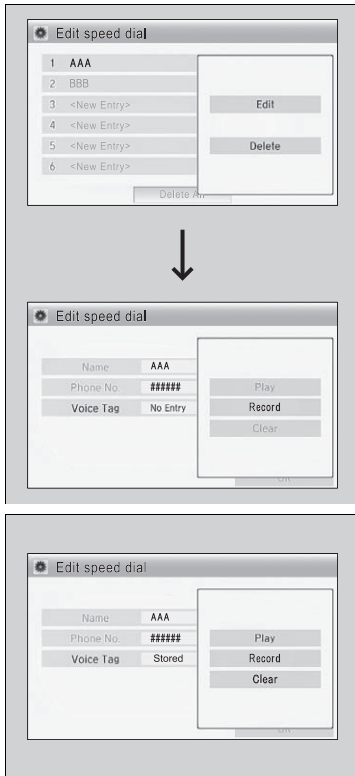 Edit speed dial
1 AAA
2 BBB
3 <New Entry>
4 <New Entry>
5 <New Entry>
6 <New Entry>
Edit
Delete
Delete All
Edit speed dial
Name AAA
Phone No. ######
Voice Tag No Entry
Play
Record
Clear
OK
Edit speed dial
Name AAA
Phone No. ######
Voice Tag Stored
Play
Record
Clear
OK